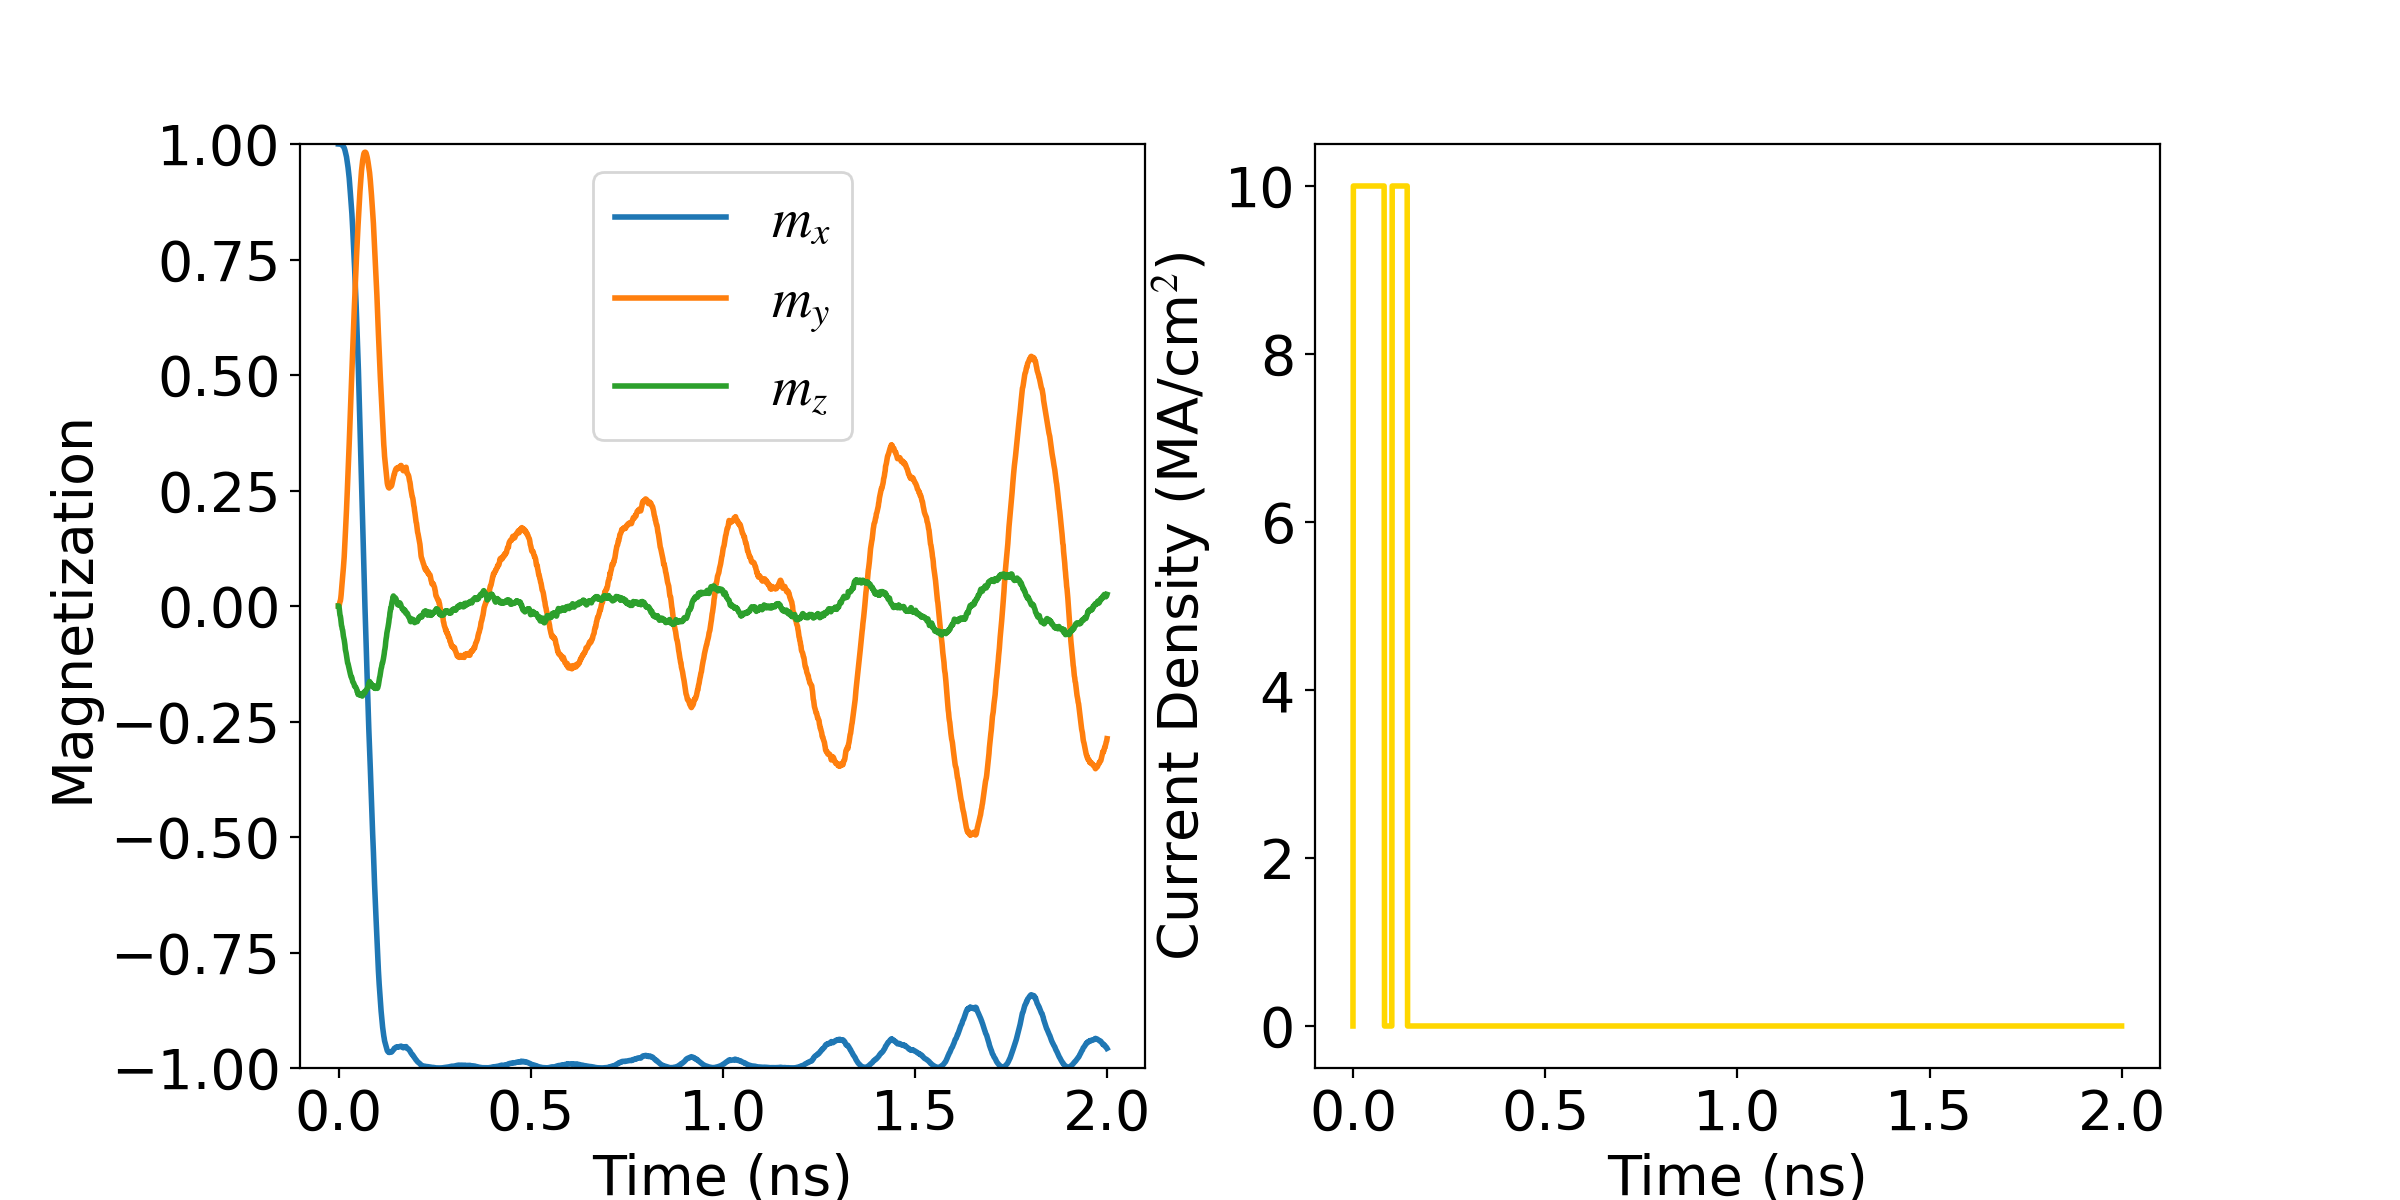 Magnetization
1.00
0.75
0.50
0.25
0.00
−0.25
−0.50
−0.75
−1.00
0.0 0.5 1.0 1.5 2.0
Time (ns)
m_x
m_y
m_z
Current Density (MA/cm²)
10
8
6
4
2
0
0.0 0.5 1.0 1.5 2.0
Time (ns)